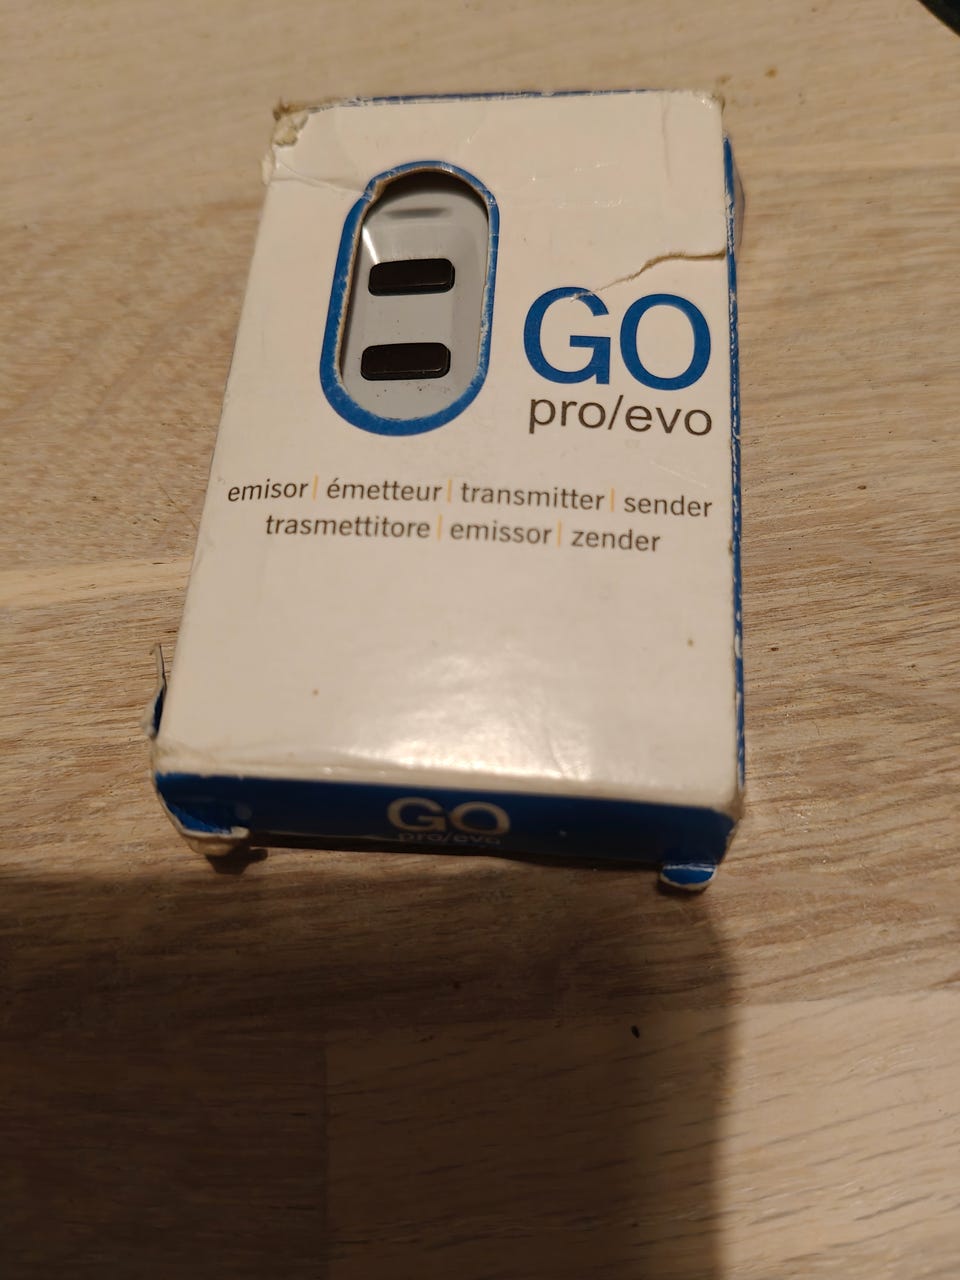 GO
pro/evo
emisor | émetteur | transmitter | sender
trasmettitore | emissor | zender
GO
pro/evo